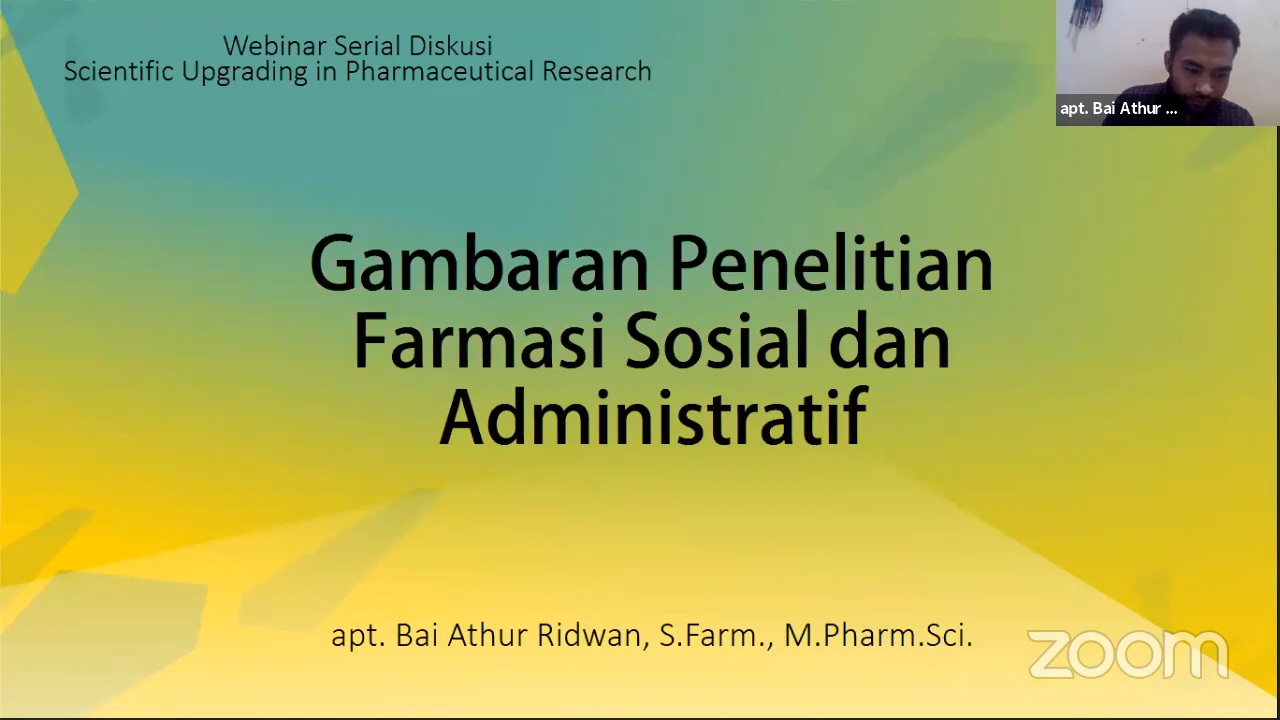 Webinar Serial Diskusi
Scientific Upgrading in Pharmaceutical Research
apt. Bai Athur ...
Gambaran Penelitian
Farmasi Sosial dan
Administratif
apt. Bai Athur Ridwan, S.Farm., M.Pharm.Sci.
zoom